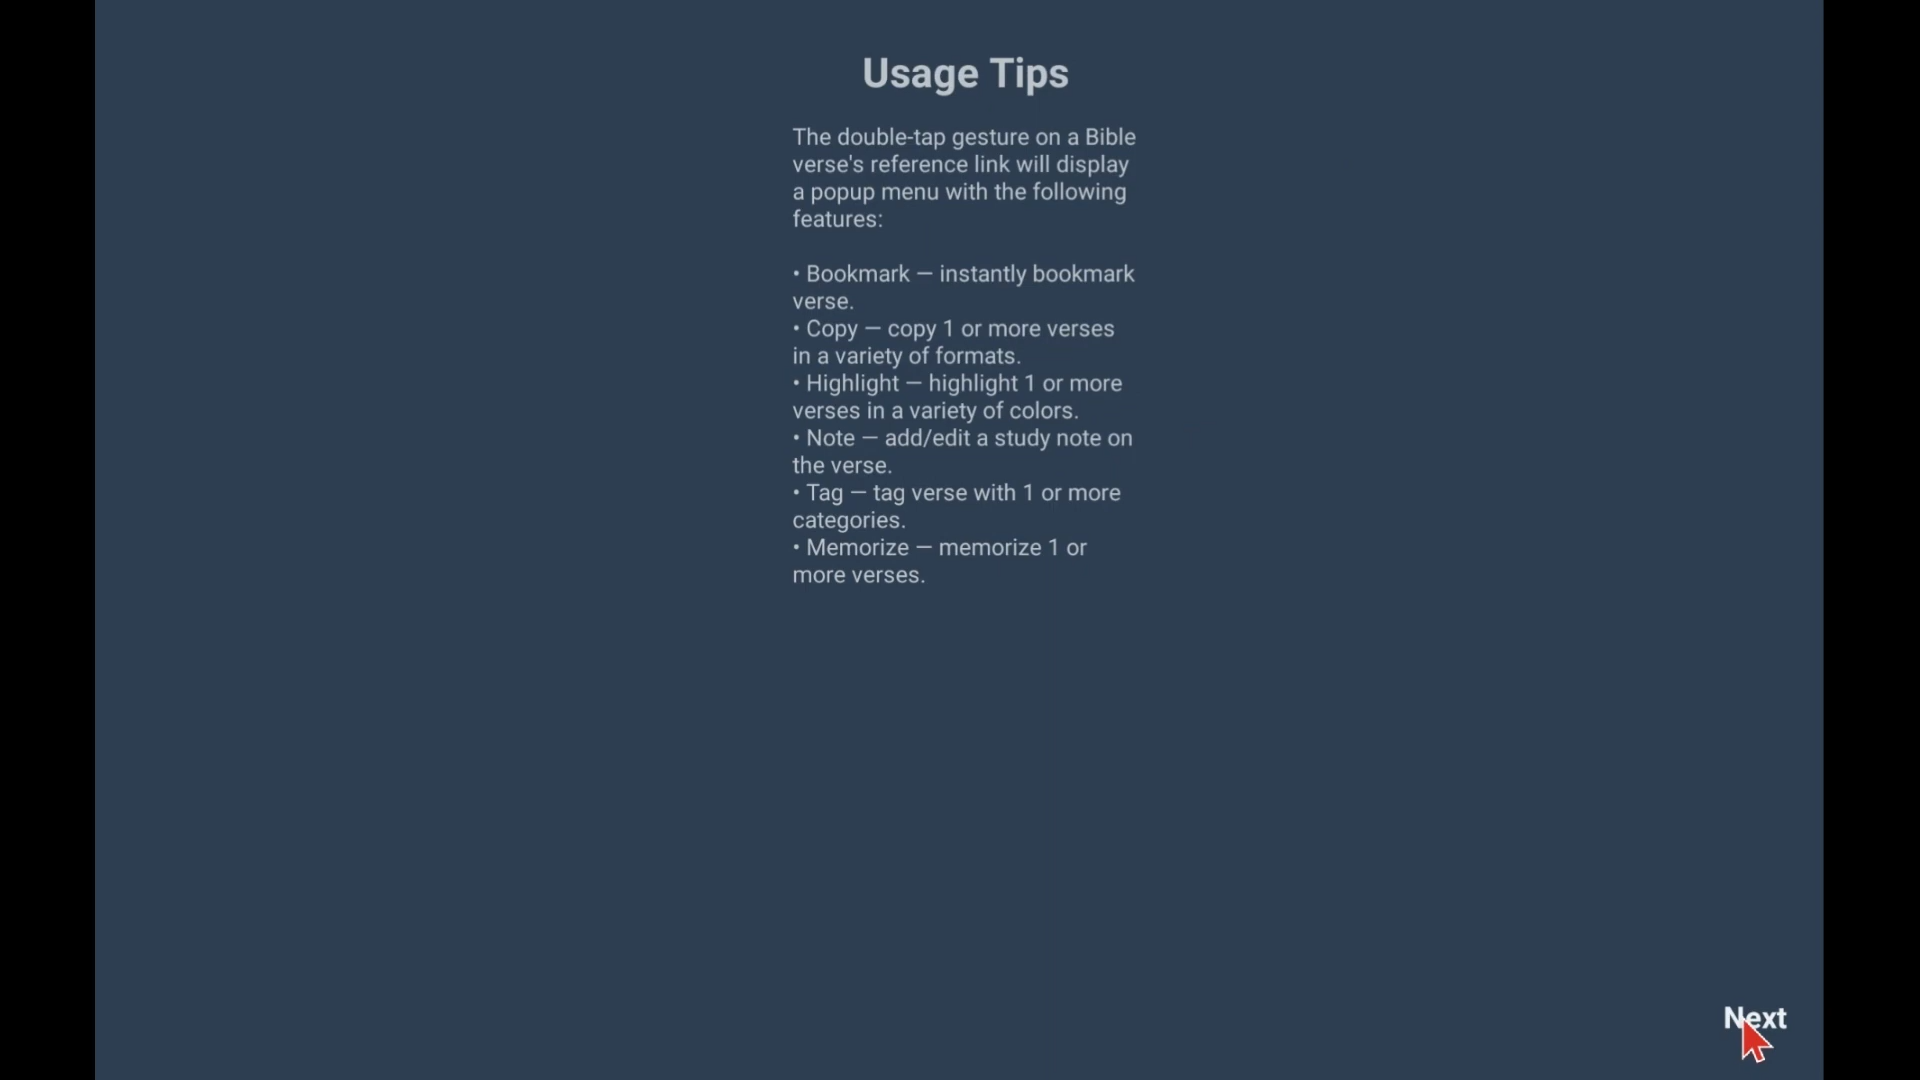 Usage Tips
The double-tap gesture on a Bible
verse's reference link will display
a popup menu with the following
features:
• Bookmark — instantly bookmark
verse.
• Copy — copy 1 or more verses
in a variety of formats.
• Highlight — highlight 1 or more
verses in a variety of colors.
• Note — add/edit a study note on
the verse.
• Tag — tag verse with 1 or more
categories.
• Memorize — memorize 1 or
more verses.
Next